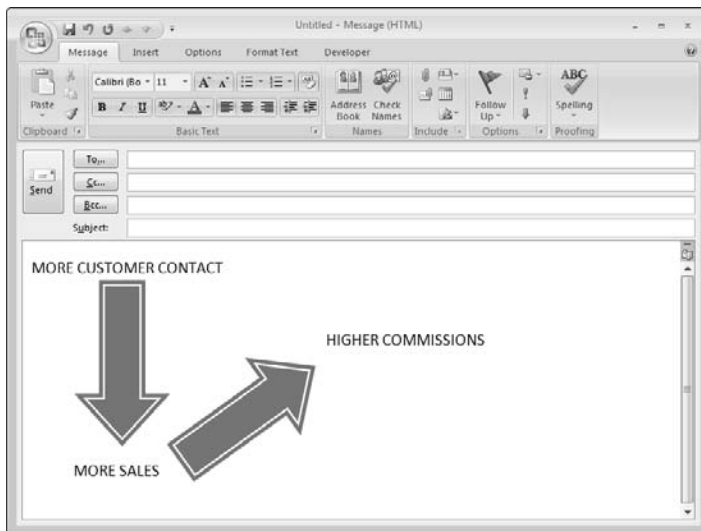 Untitled - Message (HTML)
Message Insert Options Format Text Developer
Paste
Clipboard
Calibri (Bo 11 A A
B I U ab A
Basic Text
Address Book
Check Names
Names
Include
Follow Up
Options
ABC
Spelling
Proofing
Send
To...
Cc...
Bcc...
Subject:
MORE CUSTOMER CONTACT
HIGHER COMMISSIONS
MORE SALES